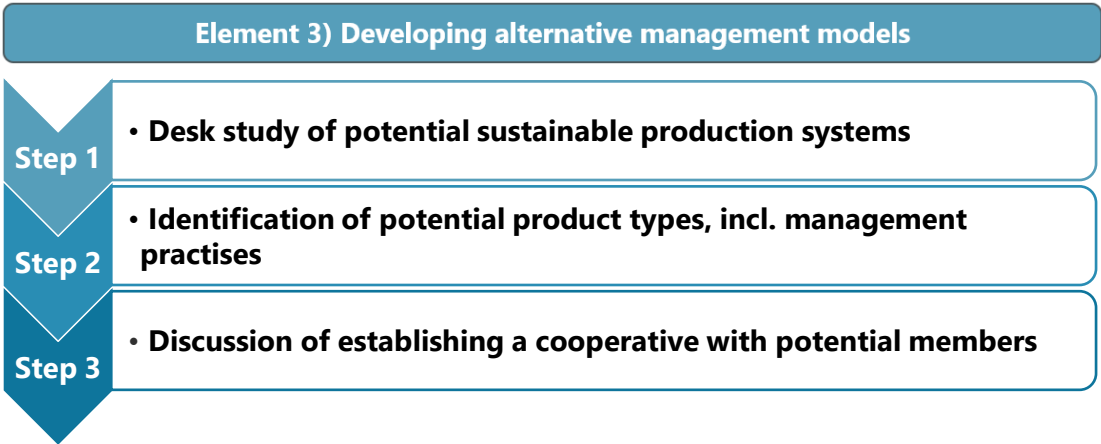 Element 3) Developing alternative management models
Step 1
• Desk study of potential sustainable production systems
Step 2
• Identification of potential product types, incl. management
practises
Step 3
• Discussion of establishing a cooperative with potential members